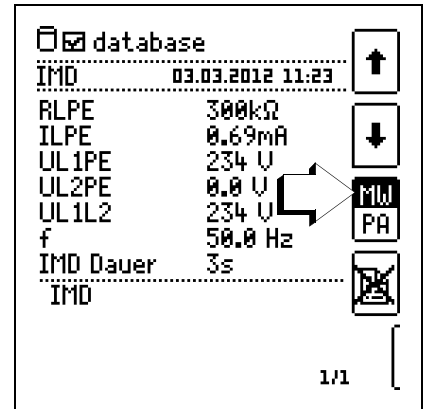 database
IMD 03.03.2012 11:23
RLPE 300kΩ
ILPE 0.69mA
UL1PE 234 V
UL2PE 0.0 V
UL1L2 234 V
f 50.0 Hz
IMD Dauer 3s
IMD
MW
PA
1/1